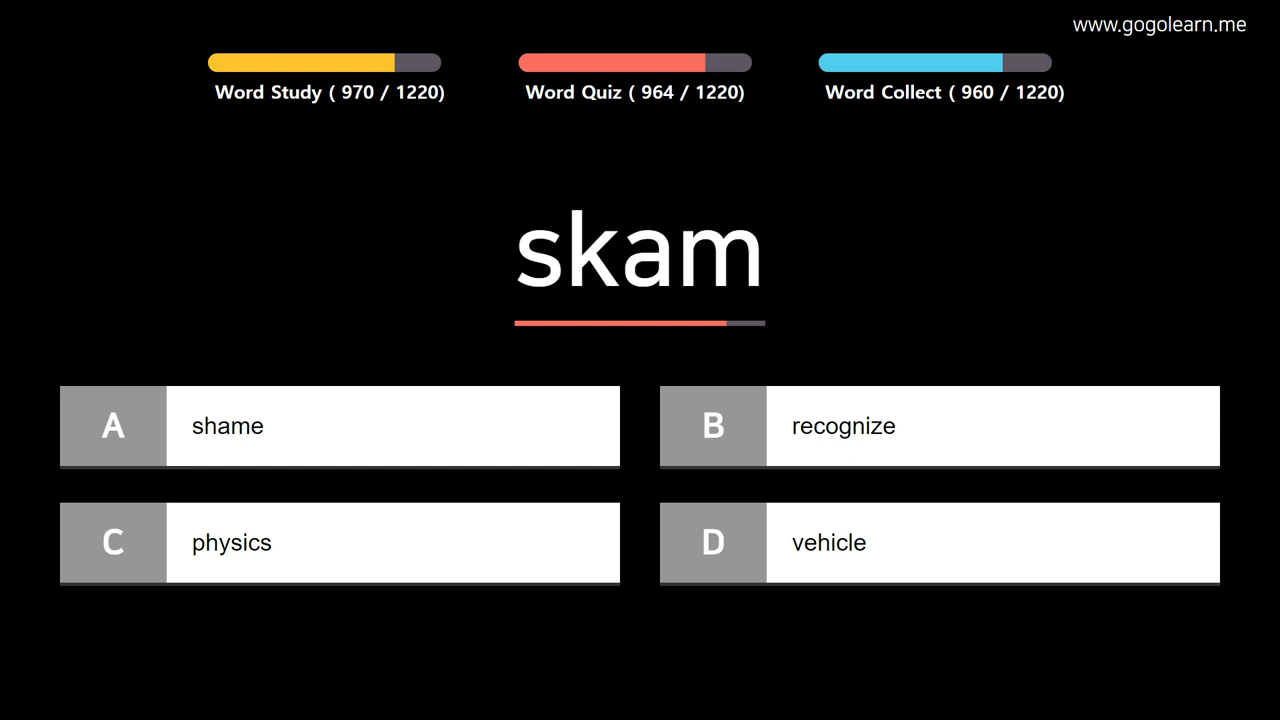 www.gogolearn.me
Word Study ( 970 / 1220)
Word Quiz ( 964 / 1220)
Word Collect ( 960 / 1220)
skam
A shame
B recognize
C physics
D vehicle